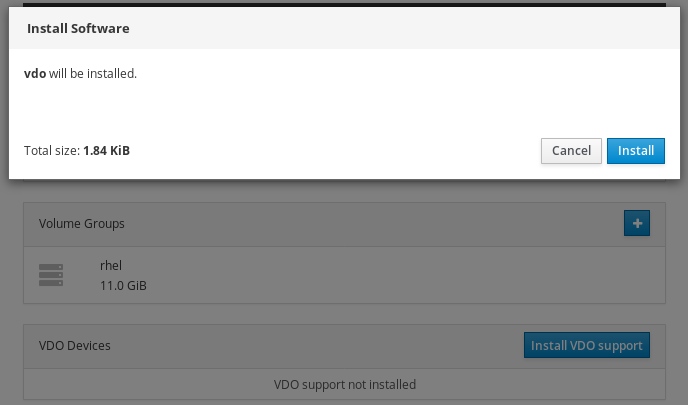 Install Software
vdo will be installed.
Total size: 1.84 KiB
Cancel
Install
Volume Groups
rhel
11.0 GiB
VDO Devices
Install VDO support
VDO support not installed